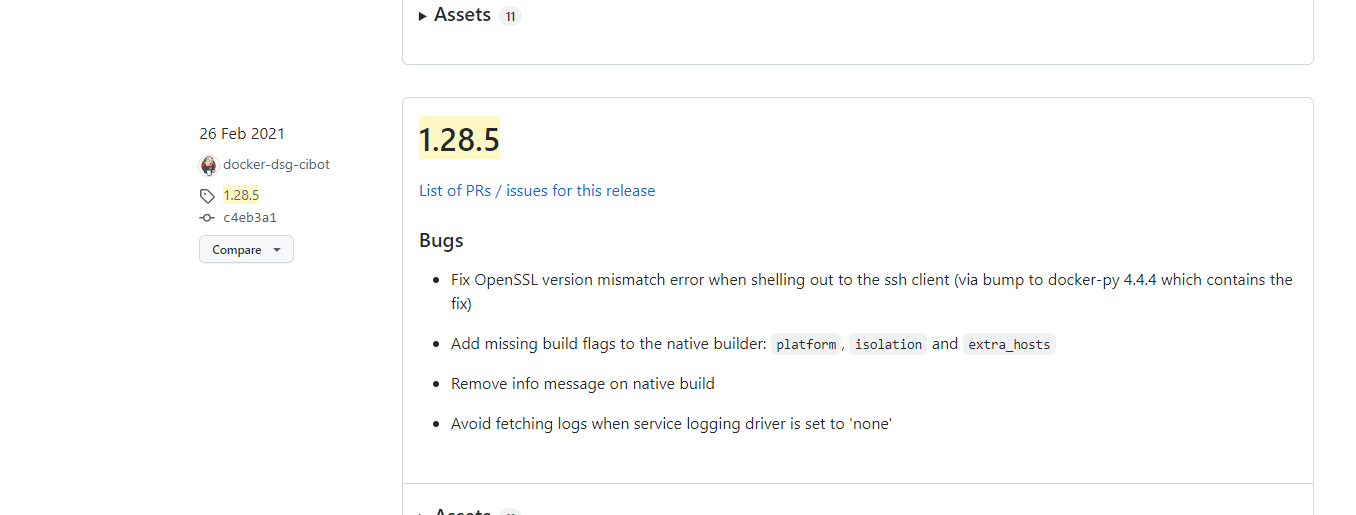 Assets 11
26 Feb 2021
docker-dsg-cibot
1.28.5
c4eb3a1
Compare
1.28.5
List of PRs / issues for this release
Bugs
Fix OpenSSL version mismatch error when shelling out to the ssh client (via bump to docker-py 4.4.4 which contains the
fix)
Add missing build flags to the native builder: platform, isolation and extra_hosts
Remove info message on native build
Avoid fetching logs when service logging driver is set to 'none'
Assets